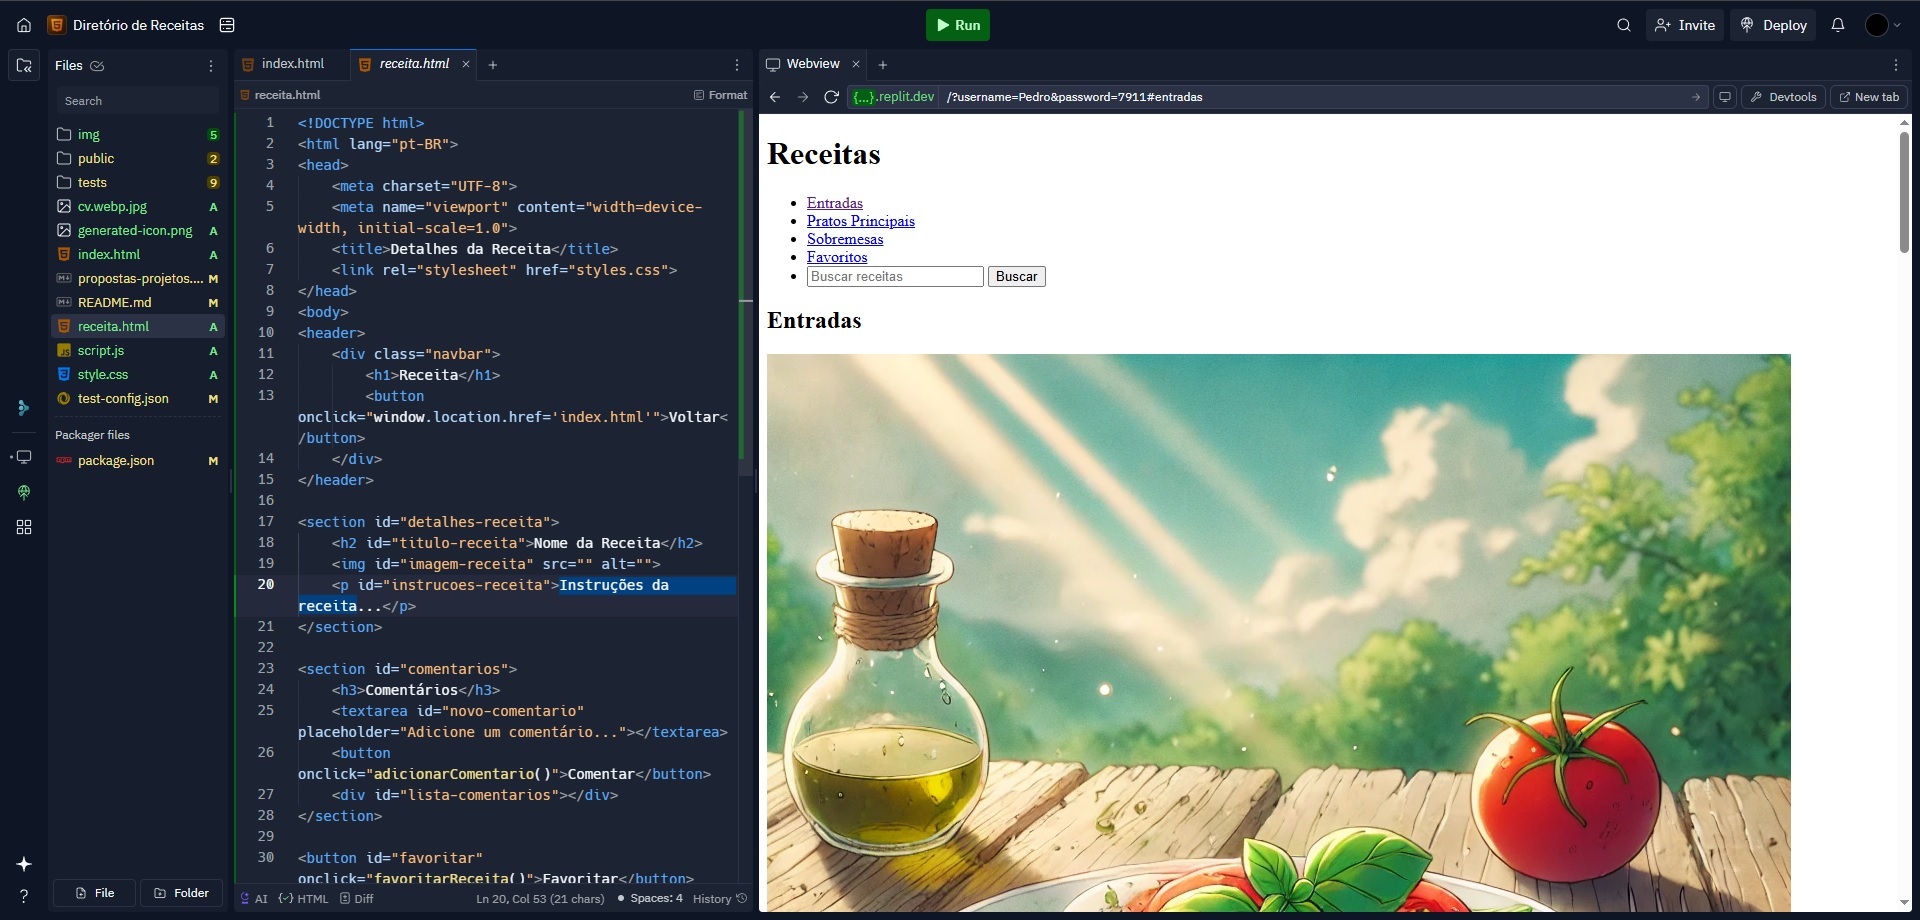 Diretório de Receitas
Run
Invite
Deploy
Files
Search
img 5
public 2
tests 9
cv.webp.jpg A
generated-icon.png A
index.html A
propostas-projetos.... M
README.md M
receita.html A
script.js A
style.css A
test-config.json M
Packager files
package.json M
File
Folder
index.html
receita.html
receita.html
Format
1 <!DOCTYPE html>
2 <html lang="pt-BR">
3 <head>
4 <meta charset="UTF-8">
5 <meta name="viewport" content="width=device-
width, initial-scale=1.0">
6 <title>Detalhes da Receita</title>
7 <link rel="stylesheet" href="styles.css">
8 </head>
9 <body>
10 <header>
11 <div class="navbar">
12 <h1>Receita</h1>
13 <button
onclick="window.location.href='index.html'">Voltar<
/button>
14 </div>
15 </header>
16
17 <section id="detalhes-receita">
18 <h2 id="titulo-receita">Nome da Receita</h2>
19 <img id="imagem-receita" src="" alt="">
20 <p id="instrucoes-receita">Instruções da
receita...</p>
21 </section>
22
23 <section id="comentarios">
24 <h3>Comentários</h3>
25 <textarea id="novo-comentario"
placeholder="Adicione um comentário..."></textarea>
26 <button
onclick="adicionarComentario()">Comentar</button>
27 <div id="lista-comentarios"></div>
28 </section>
29
30 <button id="favoritar"
onclick="favoritarReceita()">Favoritar</button>
AI
HTML
Diff
Ln 20, Col 53 (21 chars)
Spaces: 4
History
Webview
{...}.replit.dev
/?username=Pedro&password=7911#entradas
Devtools
New tab
Receitas
Entradas
Pratos Principais
Sobremesas
Favoritos
Buscar receitas
Buscar
Entradas